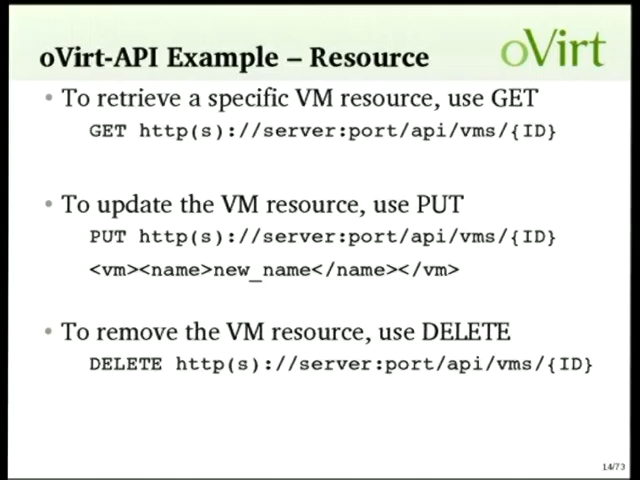 oVirt-API Example – Resource
oVirt
• To retrieve a specific VM resource, use GET
GET http(s)://server:port/api/vms/{ID}
• To update the VM resource, use PUT
PUT http(s)://server:port/api/vms/{ID}
<vm><name>new_name</name></vm>
• To remove the VM resource, use DELETE
DELETE http(s)://server:port/api/vms/{ID}
14/73